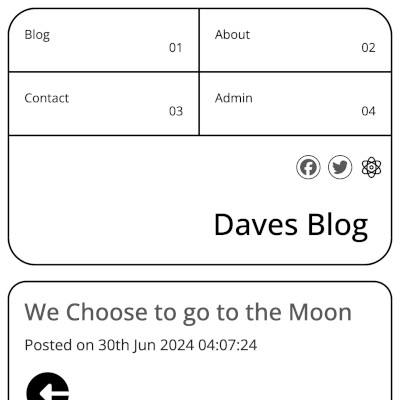 Blog
01
About
02
Contact
03
Admin
04
Daves Blog
We Choose to go to the Moon
Posted on 30th Jun 2024 04:07:24